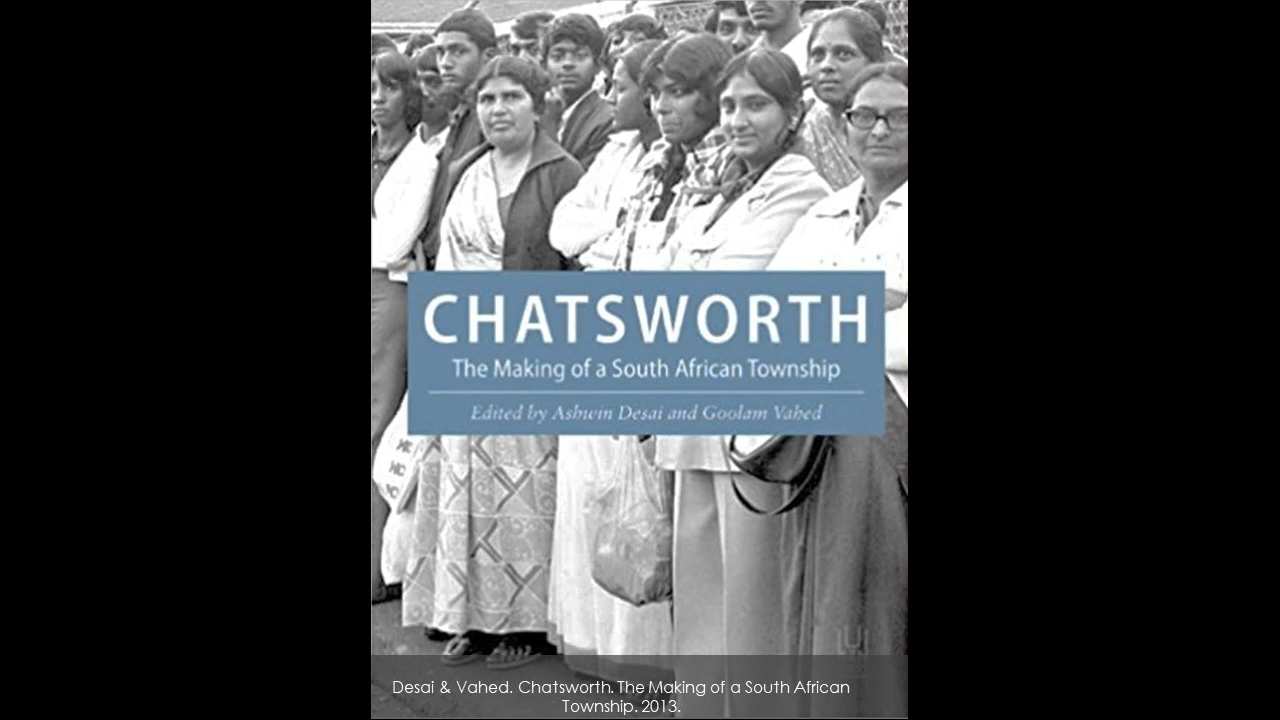 CHATSWORTH
The Making of a South African Township
Edited by Ashwin Desai and Goolam Vahed
Desai & Vahed. Chatsworth. The Making of a South African
Township. 2013.